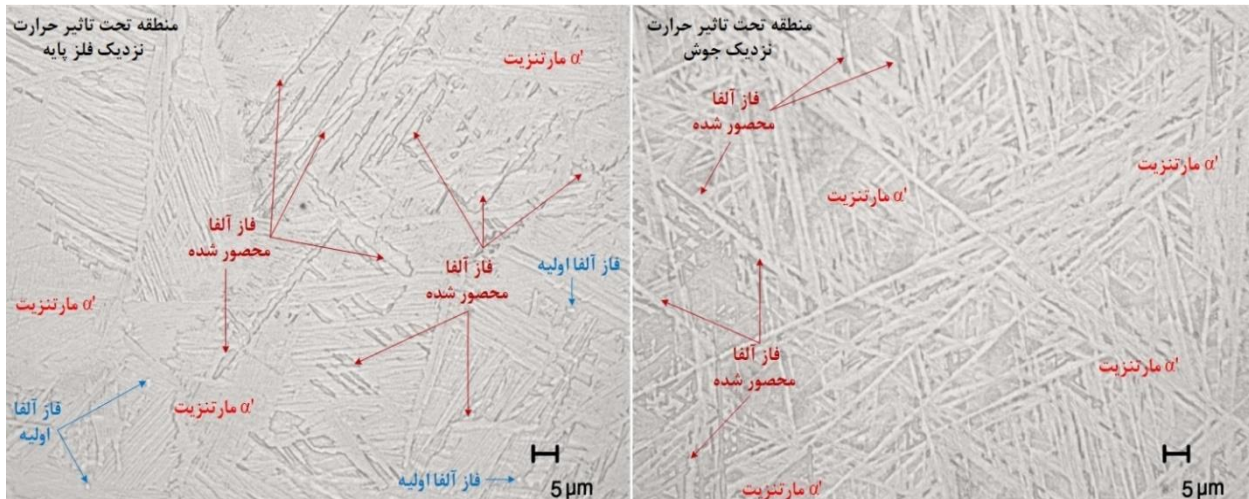 منطقه تحت تاثیر حرارت
نزدیک فلز پایه
α' مارتنزیت
فاز آلفا
محصور شده
فاز آلفا
محصور شده
فاز آلفا اولیه
α' مارتنزیت
α' مارتنزیت
فاز آلفا
اولیه
فاز آلفا اولیه
5 µm
منطقه تحت تاثیر حرارت
نزدیک جوش
فاز آلفا
محصور شده
α' مارتنزیت
α' مارتنزیت
فاز آلفا
محصور شده
α' مارتنزیت
α' مارتنزیت
5 µm